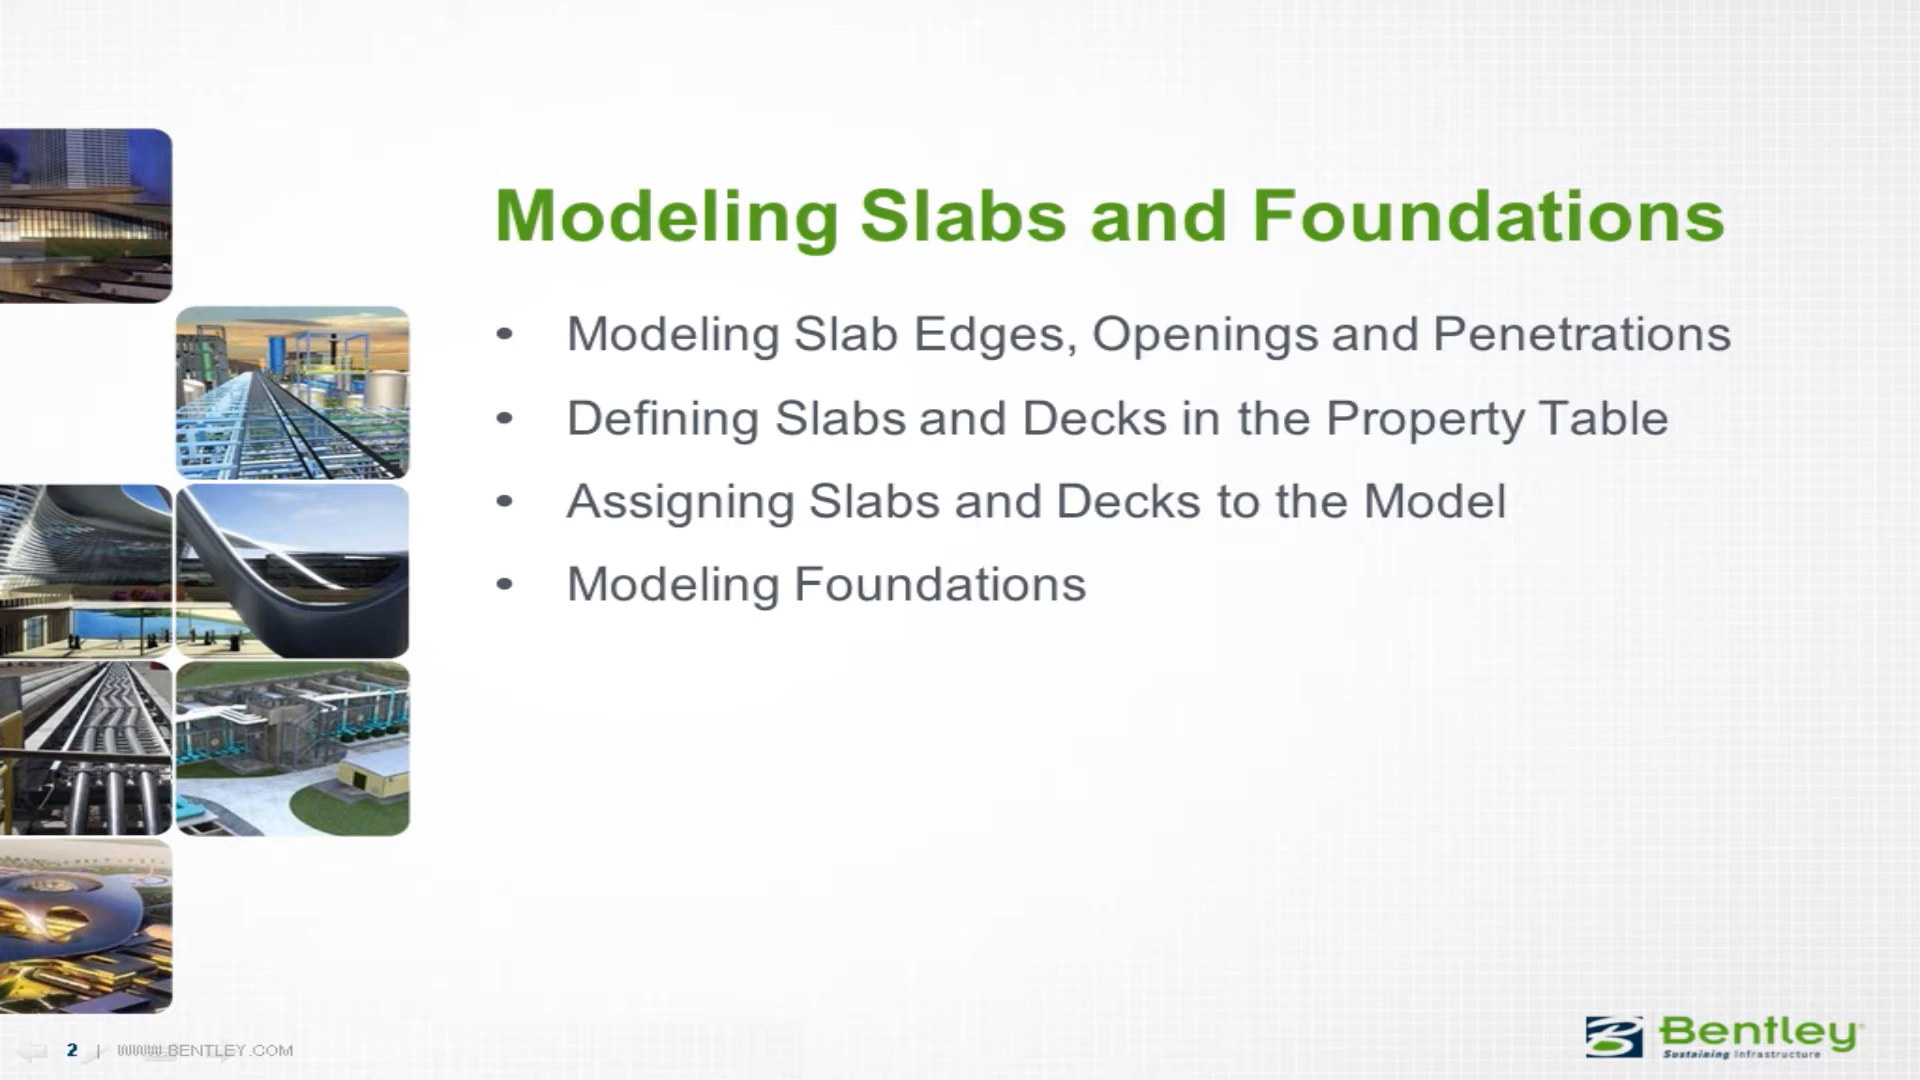 Modeling Slabs and Foundations
• Modeling Slab Edges, Openings and Penetrations
• Defining Slabs and Decks in the Property Table
• Assigning Slabs and Decks to the Model
• Modeling Foundations
2 | WWW.BENTLEY.COM
Bentley
Sustaining Infrastructure